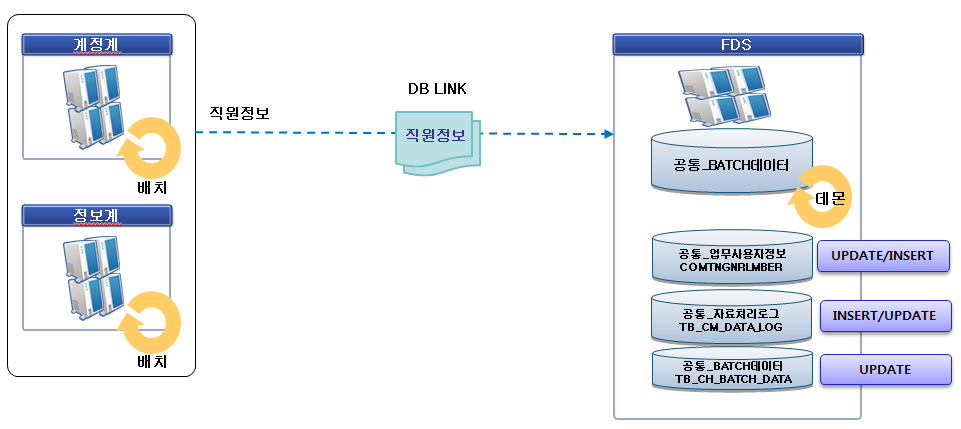 계정계
배치
정보계
배치
직원정보
DB LINK
직원정보
FDS
공통_BATCH데이터
데몬
공통_업무사용자정보
COMTNGNRLMBER
UPDATE/INSERT
공통_자료처리로그
TB_CM_DATA_LOG
INSERT/UPDATE
공통_BATCH데이터
TB_CH_BATCH_DATA
UPDATE